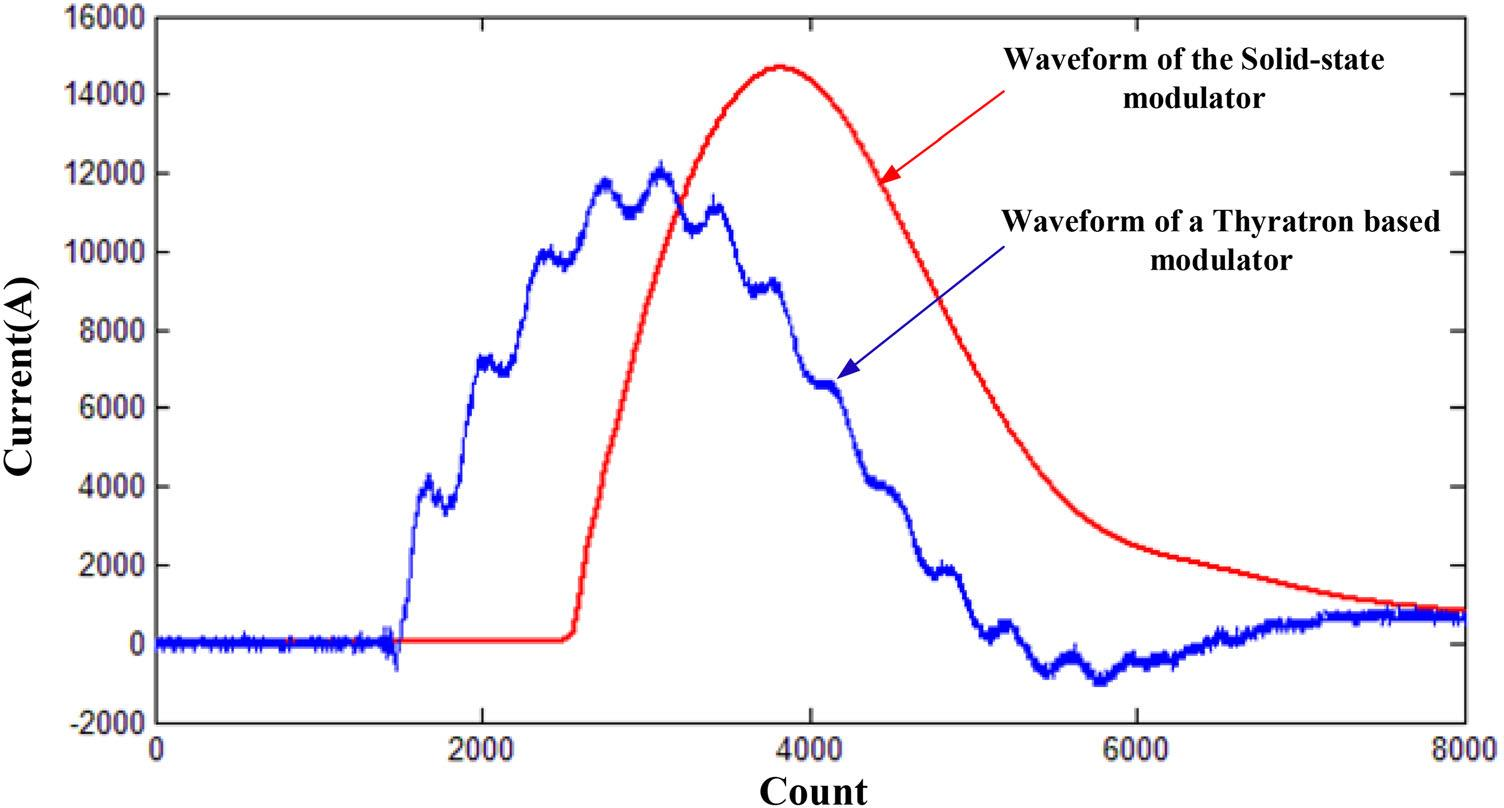 16000
14000
12000
10000
8000
6000
4000
2000
0
-2000
Current(A)
Waveform of the Solid-state
modulator
Waveform of a Thyratron based
modulator
0 2000 4000 6000 8000
Count